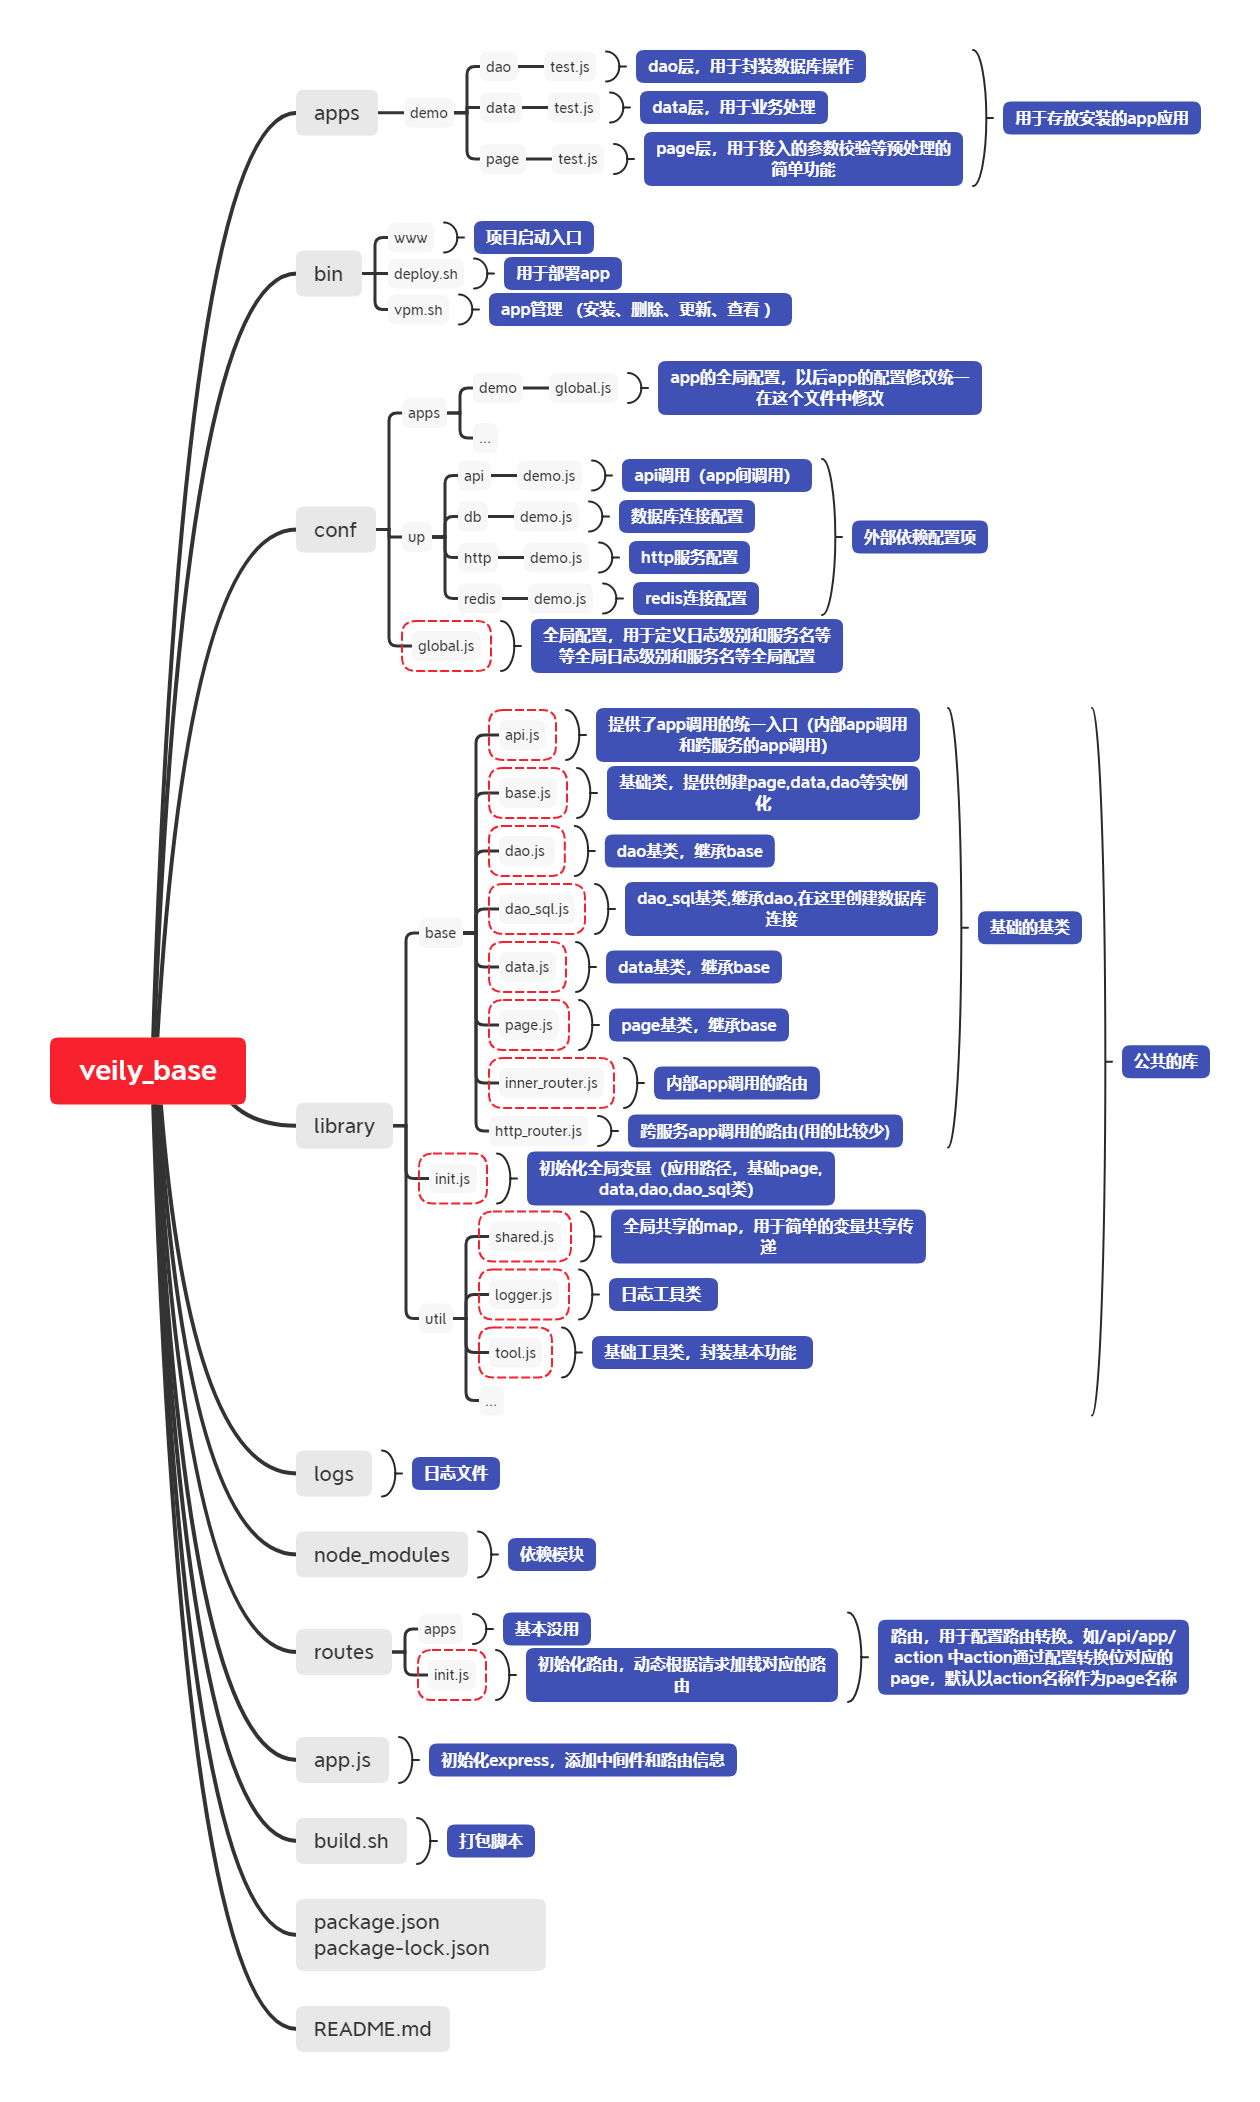 veily_base
apps
demo
dao
test.js
dao层，用于封装数据库操作
data
test.js
data层，用于业务处理
page
test.js
page层，用于接入的参数校验等预处理的
简单功能
用于存放安装的app应用
bin
www
项目启动入口
deploy.sh
用于部署app
vpm.sh
app管理 （安装、删除、更新、查看 ）
conf
apps
demo
global.js
app的全局配置，以后app的配置修改统一
在这个文件中修改
...
up
api
demo.js
api调用（app间调用）
db
demo.js
数据库连接配置
http
demo.js
http服务配置
redis
demo.js
redis连接配置
外部依赖配置项
global.js
全局配置，用于定义日志级别和服务名等
等全局日志级别和服务名等全局配置
library
base
api.js
提供了app调用的统一入口（内部app调用
和跨服务的app调用)
base.js
基础类，提供创建page,data,dao等实例
化
dao.js
dao基类，继承base
dao_sql.js
dao_sql基类,继承dao,在这里创建数据库
连接
data.js
data基类，继承base
page.js
page基类，继承base
inner_router.js
内部app调用的路由
http_router.js
跨服务app调用的路由(用的比较少)
基础的基类
init.js
初始化全局变量（应用路径，基础page,
data,dao,dao_sql类)
util
shared.js
全局共享的map，用于简单的变量共享传
递
logger.js
日志工具类
tool.js
基础工具类，封装基本功能
...
公共的库
logs
日志文件
node_modules
依赖模块
routes
apps
基本没用
init.js
初始化路由，动态根据请求加载对应的路
由
路由，用于配置路由转换。如/api/app/
action 中action通过配置转换位对应的
page，默认以action名称作为page名称
app.js
初始化express，添加中间件和路由信息
build.sh
打包脚本
package.json
package-lock.json
README.md